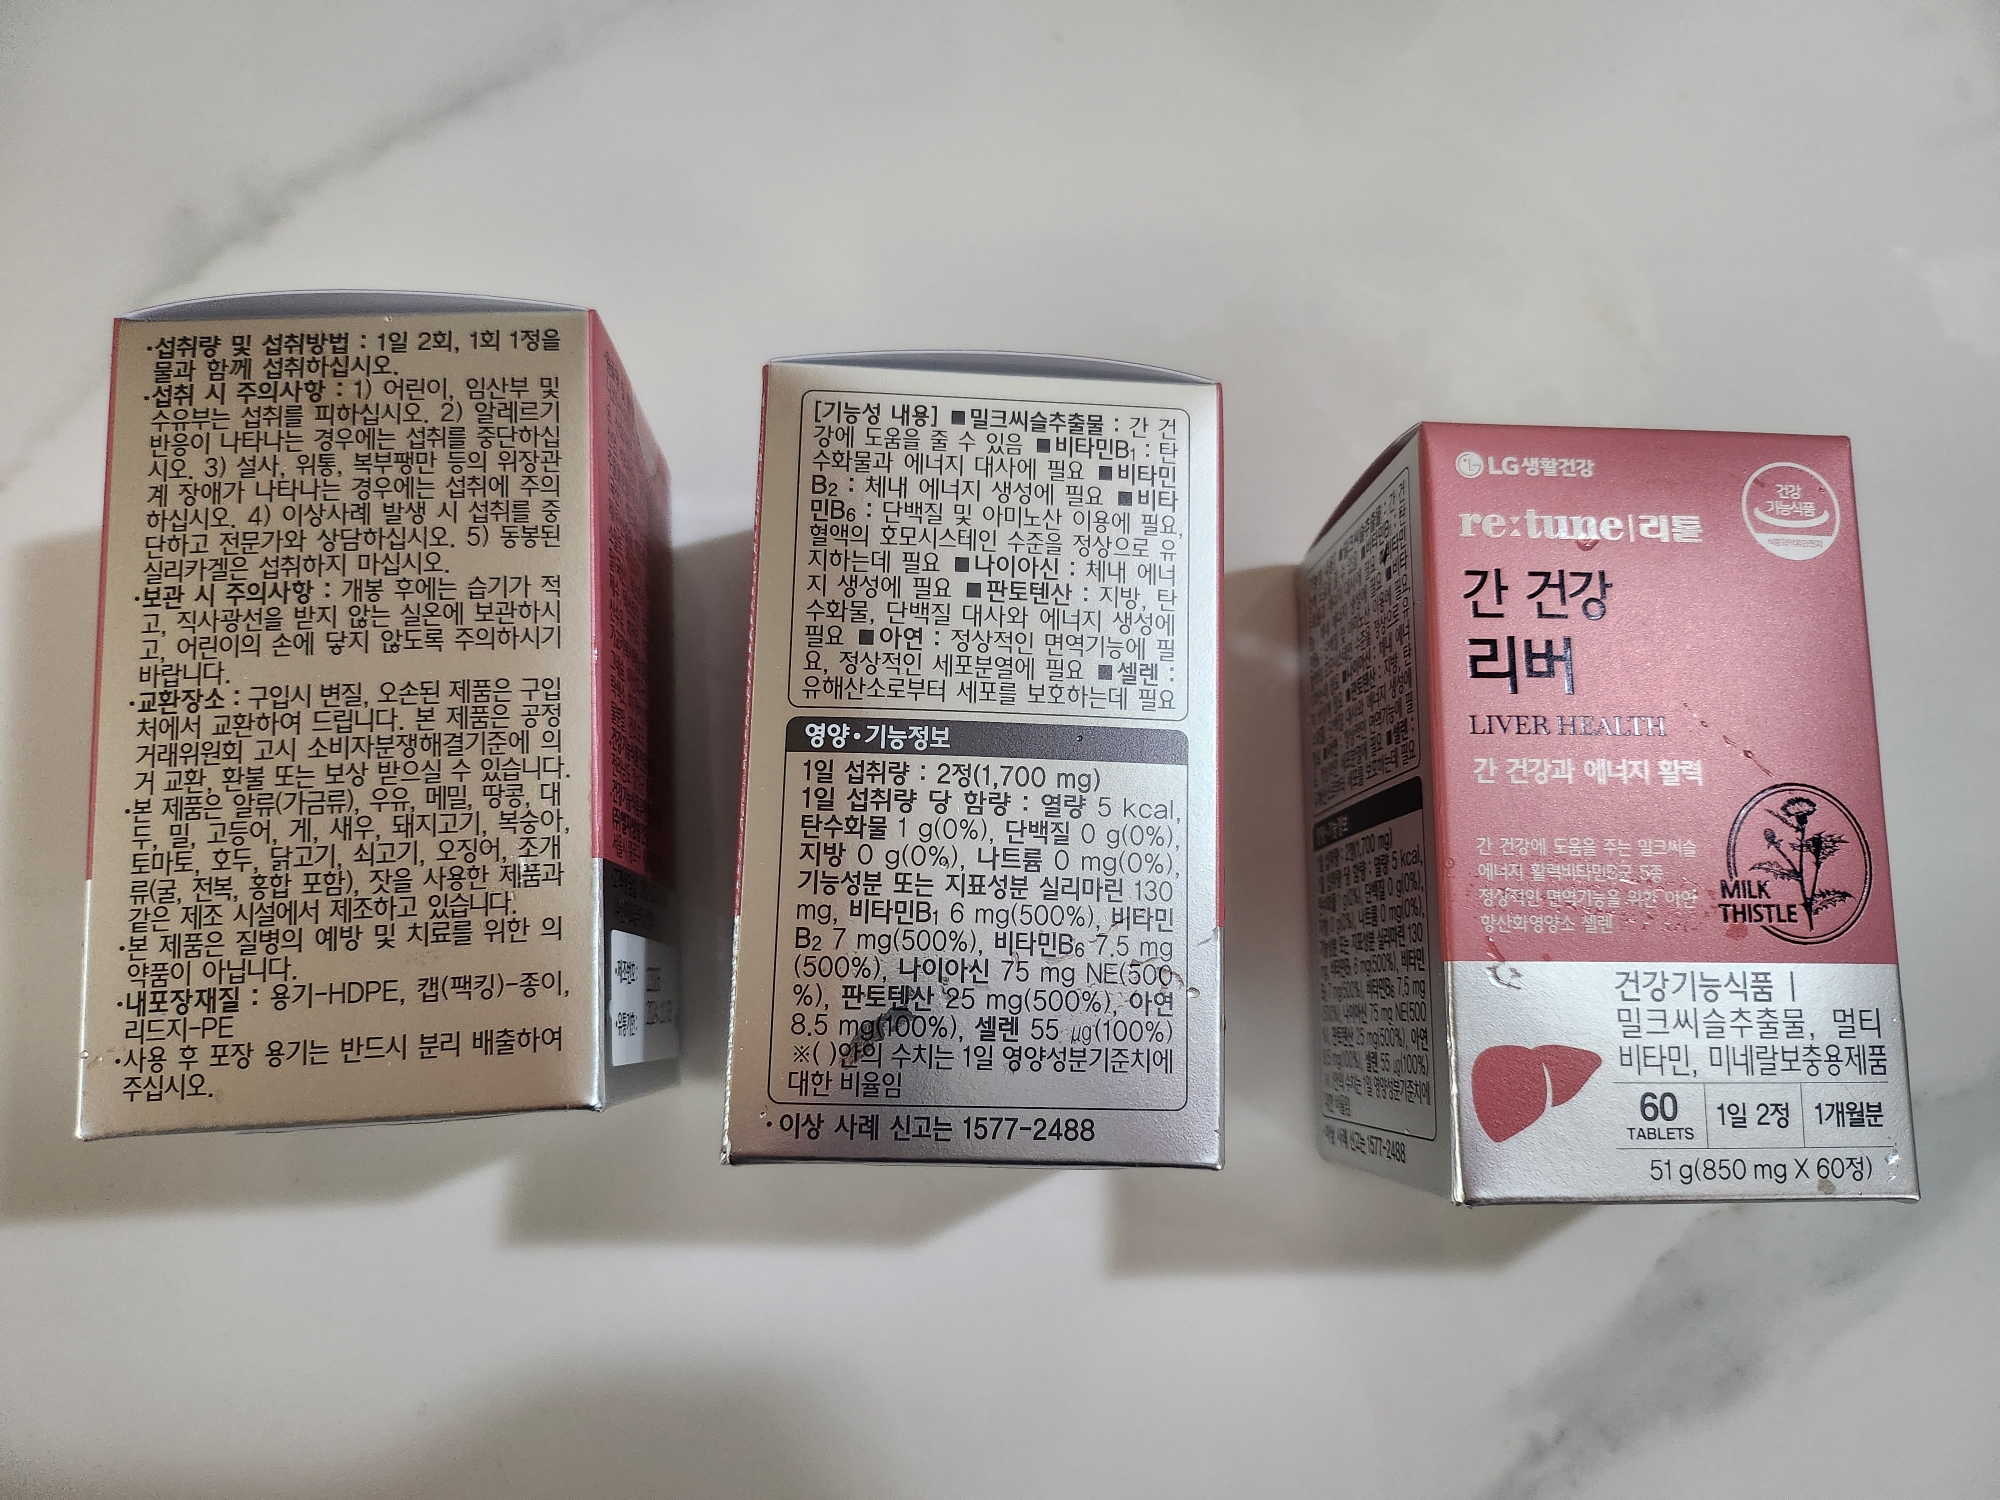 ·섭취량 및 섭취방법 : 1일 2회, 1회 1정을
물과 함께 섭취하십시오.
·섭취 시 주의사항 : 1) 어린이, 임산부 및
수유부는 섭취를 피하십시오. 2) 알레르기
반응이 나타나는 경우에는 섭취를 중단하십
시오. 3) 설사, 위통, 복부팽만 등의 위장관
계 장애가 나타나는 경우에는 섭취에 주의
하십시오. 4) 이상사례 발생 시 섭취를 중
단하고 전문가와 상담하십시오. 5) 동봉된
실리카겔은 섭취하지 마십시오.
·보관 시 주의사항 : 개봉 후에는 습기가 적
고, 직사광선을 받지 않는 실온에 보관하시
고, 어린이의 손에 닿지 않도록 주의하시기
바랍니다.
·교환장소 : 구입시 변질, 오손된 제품은 구입
처에서 교환하여 드립니다. 본 제품은 공정
거래위원회 고시 소비자분쟁해결기준에 의
거 교환, 환불 또는 보상 받으실 수 있습니다.
·본 제품은 알류(가금류), 우유, 메밀, 땅콩, 대
두, 밀, 고등어, 게, 새우, 돼지고기, 복숭아,
토마토, 호두, 닭고기, 쇠고기, 오징어, 조개
류(굴, 전복, 홍합 포함), 잣을 사용한 제품과
같은 제조 시설에서 제조하고 있습니다.
·본 제품은 질병의 예방 및 치료를 위한 의
약품이 아닙니다.
·내포장재질 : 용기-HDPE, 캡(팩킹)-종이,
리드지-PE
·사용 후 포장 용기는 반드시 분리 배출하여
주십시오.
·제조번호:
·유통기한:
[기능성 내용] ■밀크씨슬추출물 : 간 건
강에 도움을 줄 수 있음 ■비타민B₁ : 탄
수화물과 에너지 대사에 필요 ■비타민
B₂ : 체내 에너지 생성에 필요 ■비타
민B₆ : 단백질 및 아미노산 이용에 필요,
혈액의 호모시스테인 수준을 정상으로 유
지하는데 필요 ■나이아신 : 체내 에너
지 생성에 필요 ■판토텐산 : 지방, 탄
수화물, 단백질 대사와 에너지 생성에
필요 ■아연 : 정상적인 면역기능에 필
요, 정상적인 세포분열에 필요 ■셀렌 :
유해산소로부터 세포를 보호하는데 필요
영양·기능정보
1일 섭취량 : 2정(1,700 mg)
1일 섭취량 당 함량 : 열량 5 kcal,
탄수화물 1 g(0%), 단백질 0 g(0%),
지방 0 g(0%), 나트륨 0 mg(0%),
기능성분 또는 지표성분 실리마린 130
mg, 비타민B₁ 6 mg(500%), 비타민
B₂ 7 mg(500%), 비타민B₆ 7.5 mg
(500%), 나이아신 75 mg NE(500
%), 판토텐산 25 mg(500%), 아연
8.5 mg(100%), 셀렌 55 ㎍(100%)
※( )안의 수치는 1일 영양성분기준치에
대한 비율임
·이상 사례 신고는 1577-2488
LG생활건강
건강
기능식품
식품의약품안전처
re:tune|리튠
간 건강
리버
LIVER HEALTH
간 건강과 에너지 활력
간 건강에 도움을 주는 밀크씨슬
에너지 활력비타민B군 5종
정상적인 면역기능을 위한 아연
항산화영양소 셀렌
MILK
THISTLE
건강기능식품 |
밀크씨슬추출물, 멀티
비타민, 미네랄보충용제품
60
TABLETS
1일 2정
1개월분
51 g(850 mg X 60정)